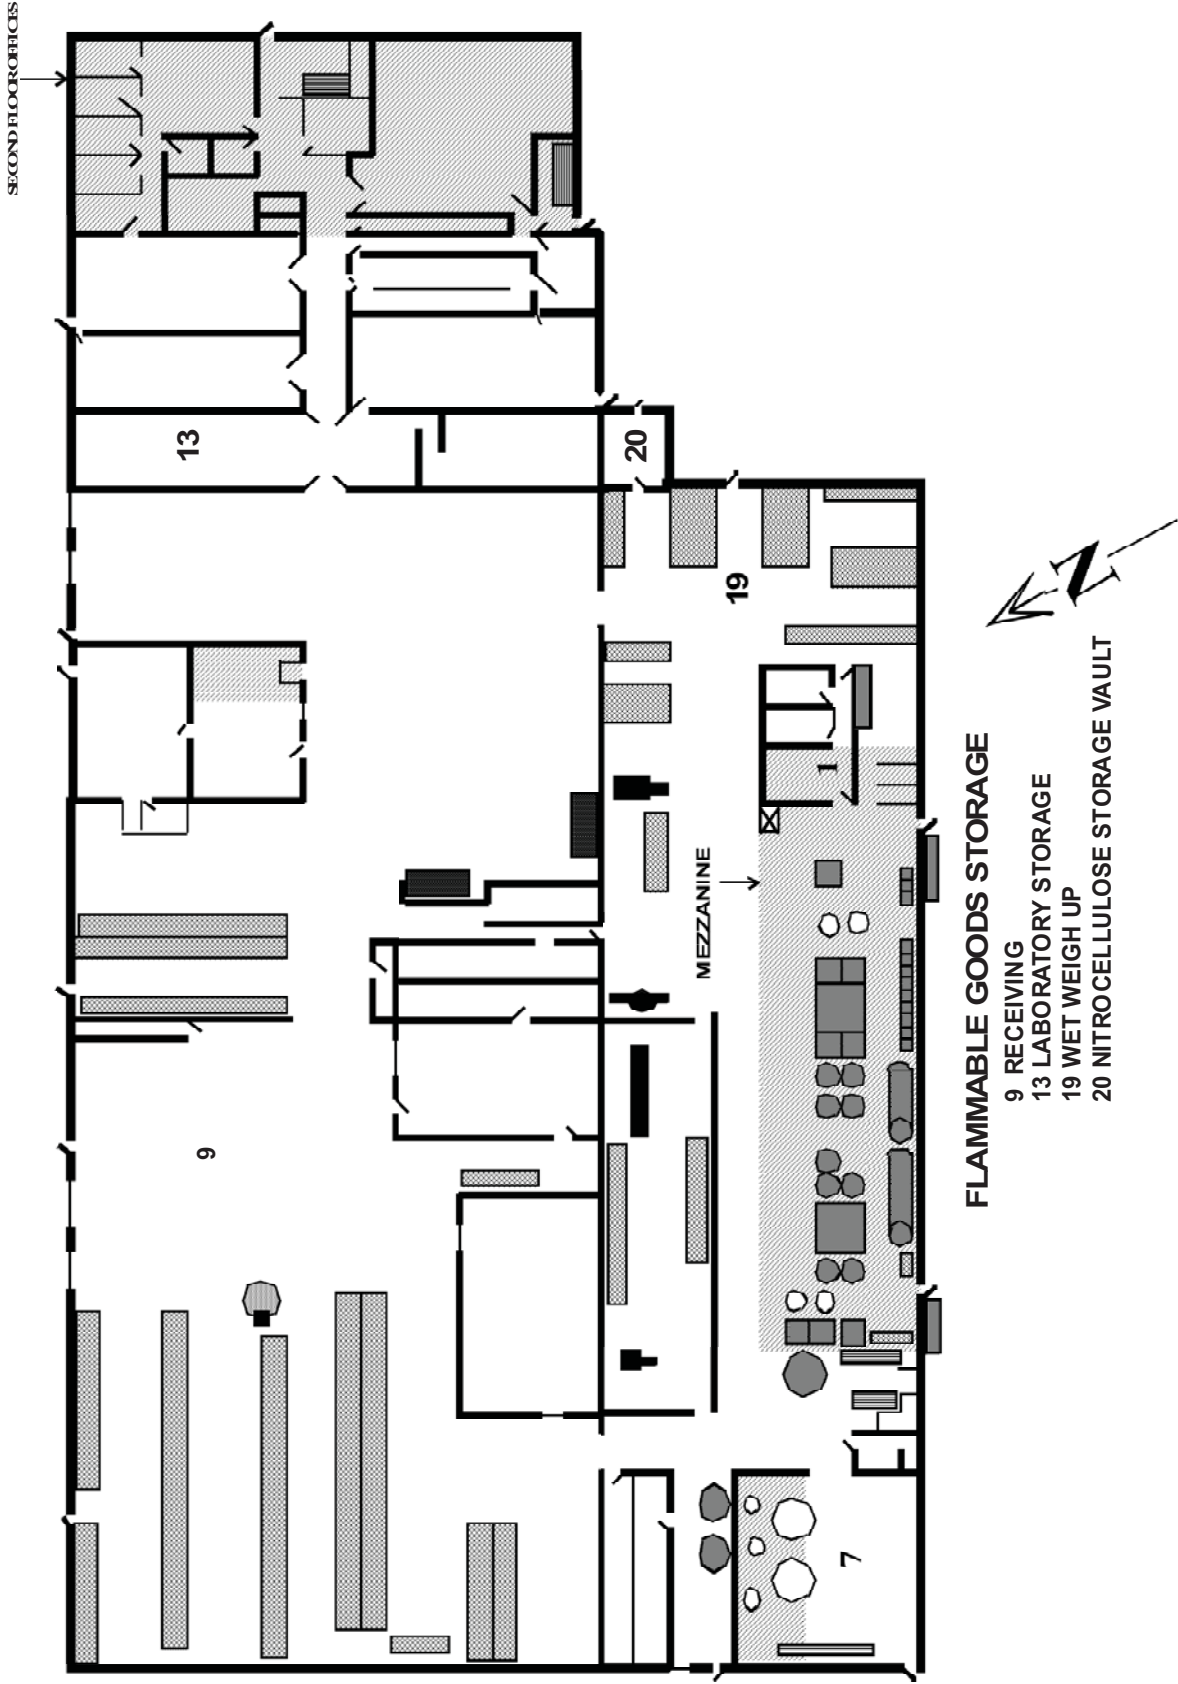 SECOND FLOOR OFFICES
13
20
19
1
MEZZANINE
9
7
N
FLAMMABLE GOODS STORAGE
9 RECEIVING
13 LABORATORY STORAGE
19 WET WEIGH UP
20 NITROCELLULOSE STORAGE VAULT